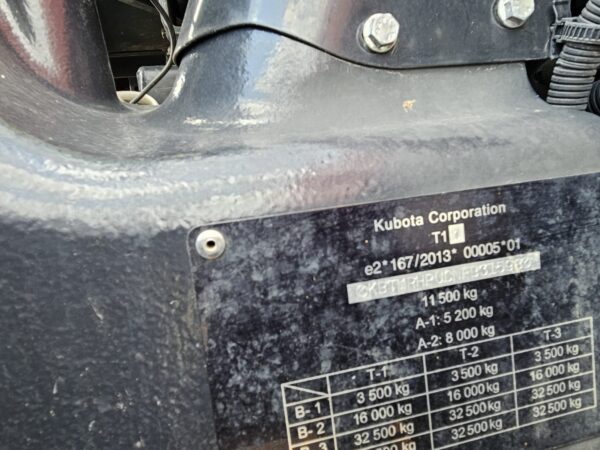 Kubota Corporation
T1
e2*167/2013* 00005*01
11 500 kg
A-1: 5 200 kg
A-2: 8 000 kg
T-1 T-2 T-3
B- 1 3 500 kg 3 500 kg 3 500 kg
B- 2 16 000 kg 16 000 kg 16 000 kg
B- 3 32 500 kg 32 500 kg 32 500 kg
32 500 kg 32 500 kg